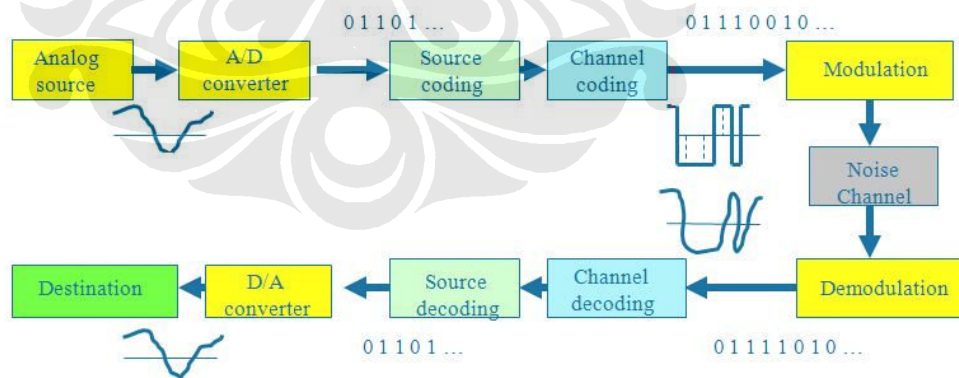 0 1 1 0 1 ...
0 1 1 1 0 0 1 0 ...
Analog
source
A/D
converter
Source
coding
Channel
coding
Modulation
Noise
Channel
Destination
D/A
converter
Source
decoding
Channel
decoding
Demodulation
0 1 1 0 1 ...
0 1 1 1 1 0 1 0 ...